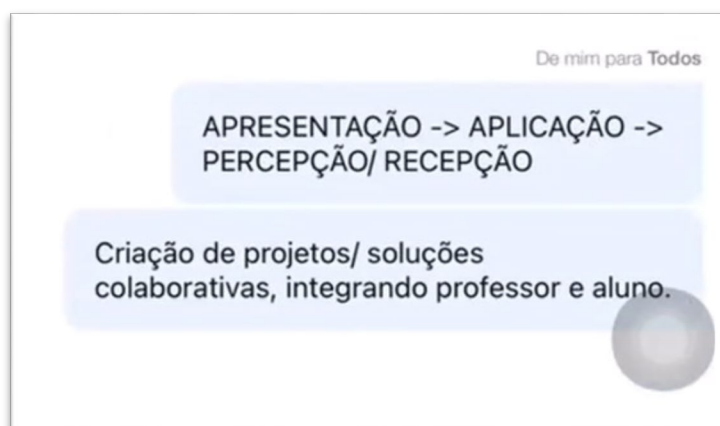 De mim para Todos
APRESENTAÇÃO -> APLICAÇÃO ->
PERCEPÇÃO/ RECEPÇÃO
Criação de projetos/ soluções
colaborativas, integrando professor e aluno.